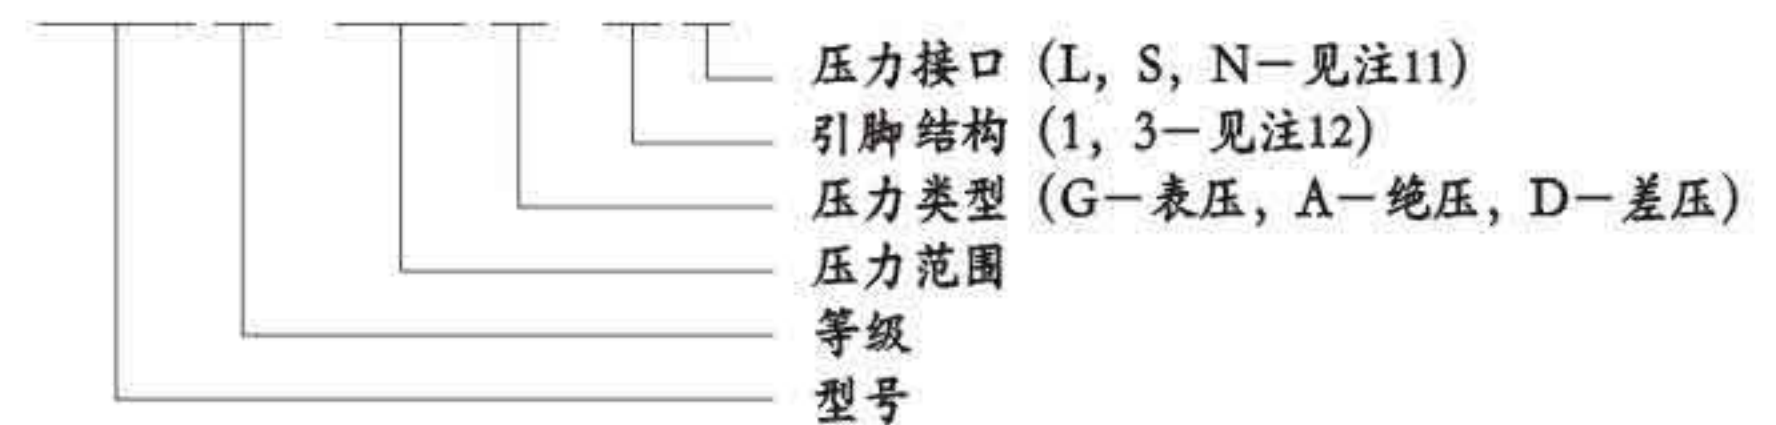 压力接口（L, S, N－见注11）
引脚结构（1, 3－见注12）
压力类型（G－表压, A－绝压, D－差压）
压力范围
等级
型号